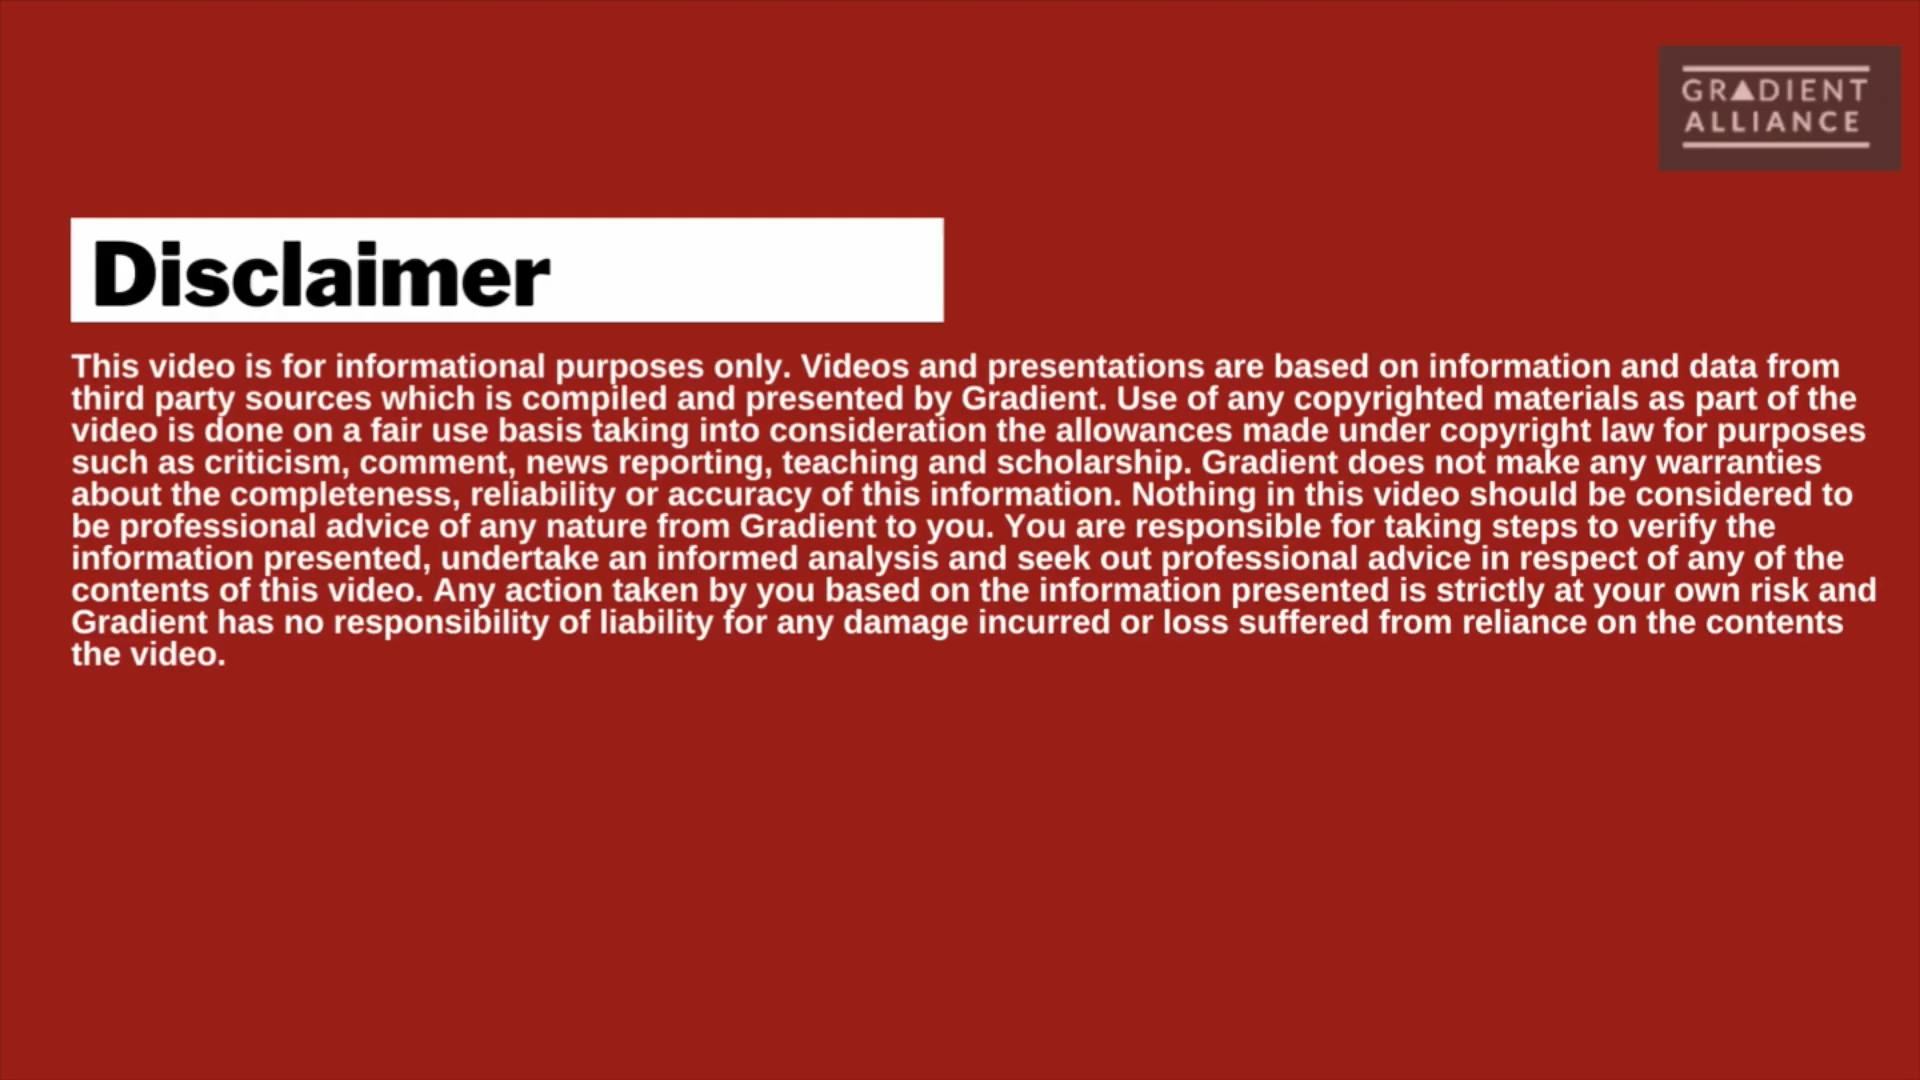 GRADIENT
ALLIANCE
Disclaimer
This video is for informational purposes only. Videos and presentations are based on information and data from
third party sources which is compiled and presented by Gradient. Use of any copyrighted materials as part of the
video is done on a fair use basis taking into consideration the allowances made under copyright law for purposes
such as criticism, comment, news reporting, teaching and scholarship. Gradient does not make any warranties
about the completeness, reliability or accuracy of this information. Nothing in this video should be considered to
be professional advice of any nature from Gradient to you. You are responsible for taking steps to verify the
information presented, undertake an informed analysis and seek out professional advice in respect of any of the
contents of this video. Any action taken by you based on the information presented is strictly at your own risk and
Gradient has no responsibility of liability for any damage incurred or loss suffered from reliance on the contents
the video.